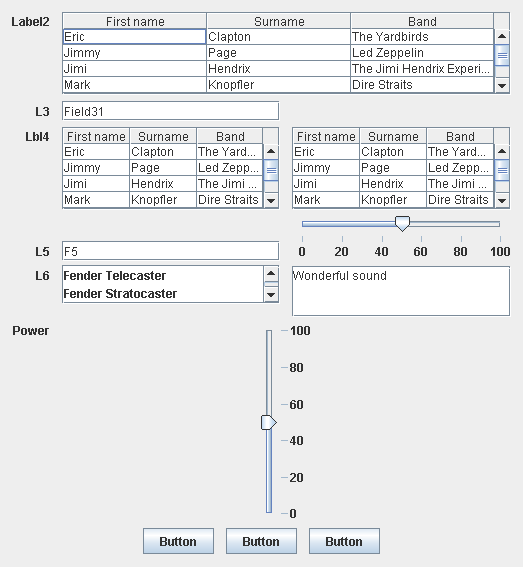 Label2 First name Surname Band
Eric Clapton The Yardbirds
Jimmy Page Led Zeppelin
Jimi Hendrix The Jimi Hendrix Experi...
Mark Knopfler Dire Straits
L3 Field31
Lbl4 First name Surname Band First name Surname Band
Eric Clapton The Yard... Eric Clapton The Yard...
Jimmy Page Led Zepp... Jimmy Page Led Zepp...
Jimi Hendrix The Jimi ... Jimi Hendrix The Jimi ...
Mark Knopfler Dire Straits Mark Knopfler Dire Straits
L5 F5 0 20 40 60 80 100
L6 Fender Telecaster Wonderful sound
Fender Stratocaster
Power 100
80
60
40
20
0
Button Button Button